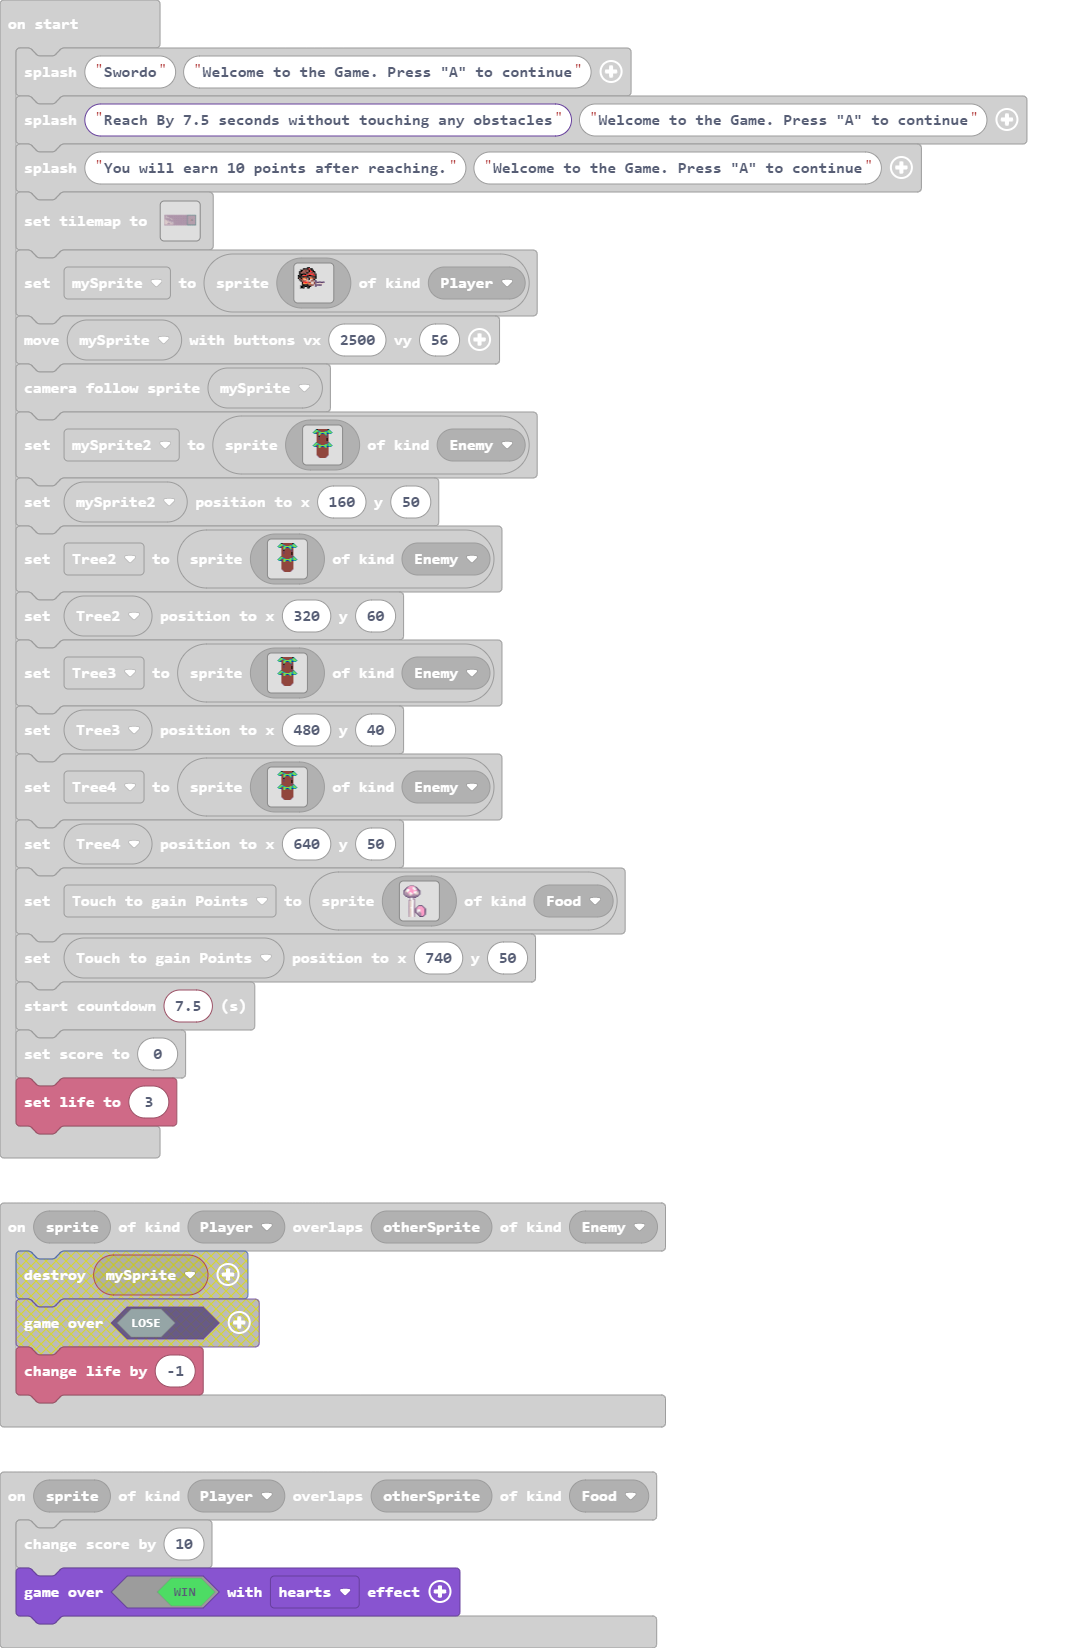 on start
splash "Swordo" "Welcome to the Game. Press "A" to continue"
splash "Reach By 7.5 seconds without touching any obstacles" "Welcome to the Game. Press "A" to continue"
splash "You will earn 10 points after reaching." "Welcome to the Game. Press "A" to continue"
set tilemap to
set mySprite to sprite of kind Player
move mySprite with buttons vx 2500 vy 56
camera follow sprite mySprite
set mySprite2 to sprite of kind Enemy
set mySprite2 position to x 160 y 50
set Tree2 to sprite of kind Enemy
set Tree2 position to x 320 y 60
set Tree3 to sprite of kind Enemy
set Tree3 position to x 480 y 40
set Tree4 to sprite of kind Enemy
set Tree4 position to x 640 y 50
set Touch to gain Points to sprite of kind Food
set Touch to gain Points position to x 740 y 50
start countdown 7.5 (s)
set score to 0
set life to 3
on sprite of kind Player overlaps otherSprite of kind Enemy
destroy mySprite
game over LOSE
change life by -1
on sprite of kind Player overlaps otherSprite of kind Food
change score by 10
game over WIN with hearts effect